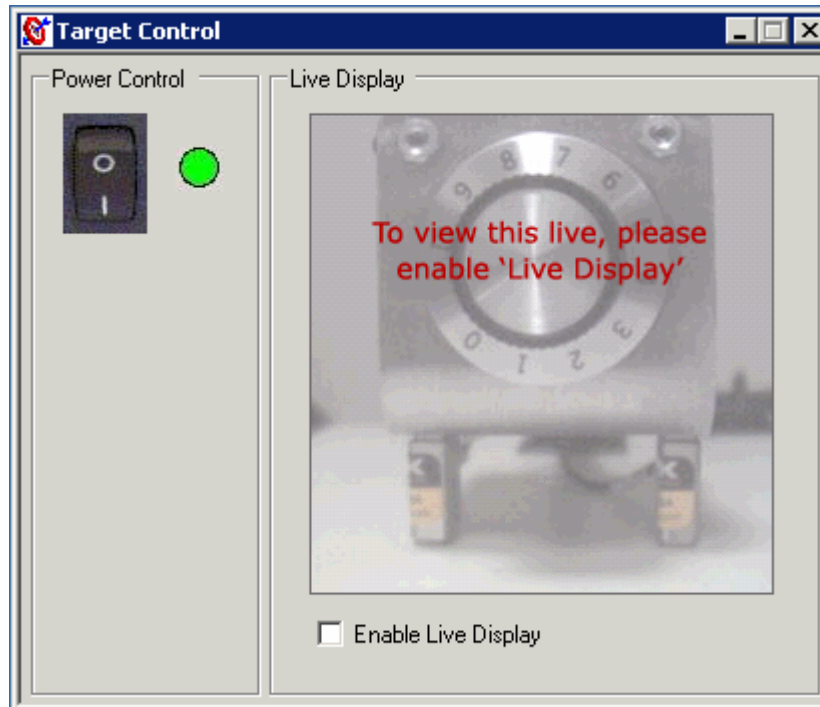 Target Control
Power Control
Live Display
O
I
8 7
9 6
To view this live, please
enable ‘Live Display’
0 1 2 3
Enable Live Display